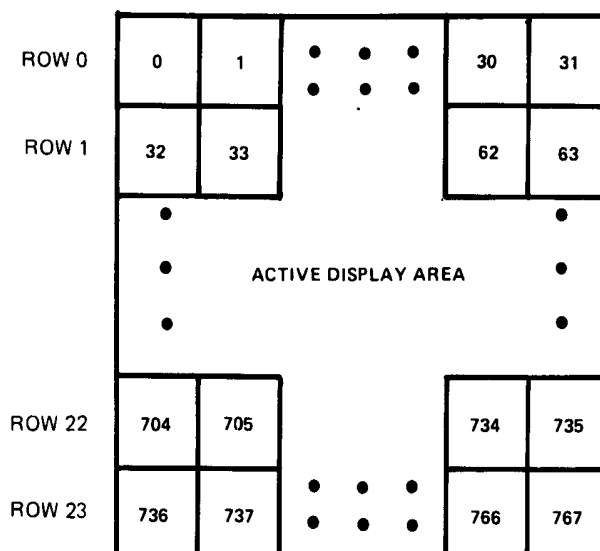 ROW 0 0 1 30 31
ROW 1 32 33 62 63
ACTIVE DISPLAY AREA
ROW 22 704 705 734 735
ROW 23 736 737 766 767